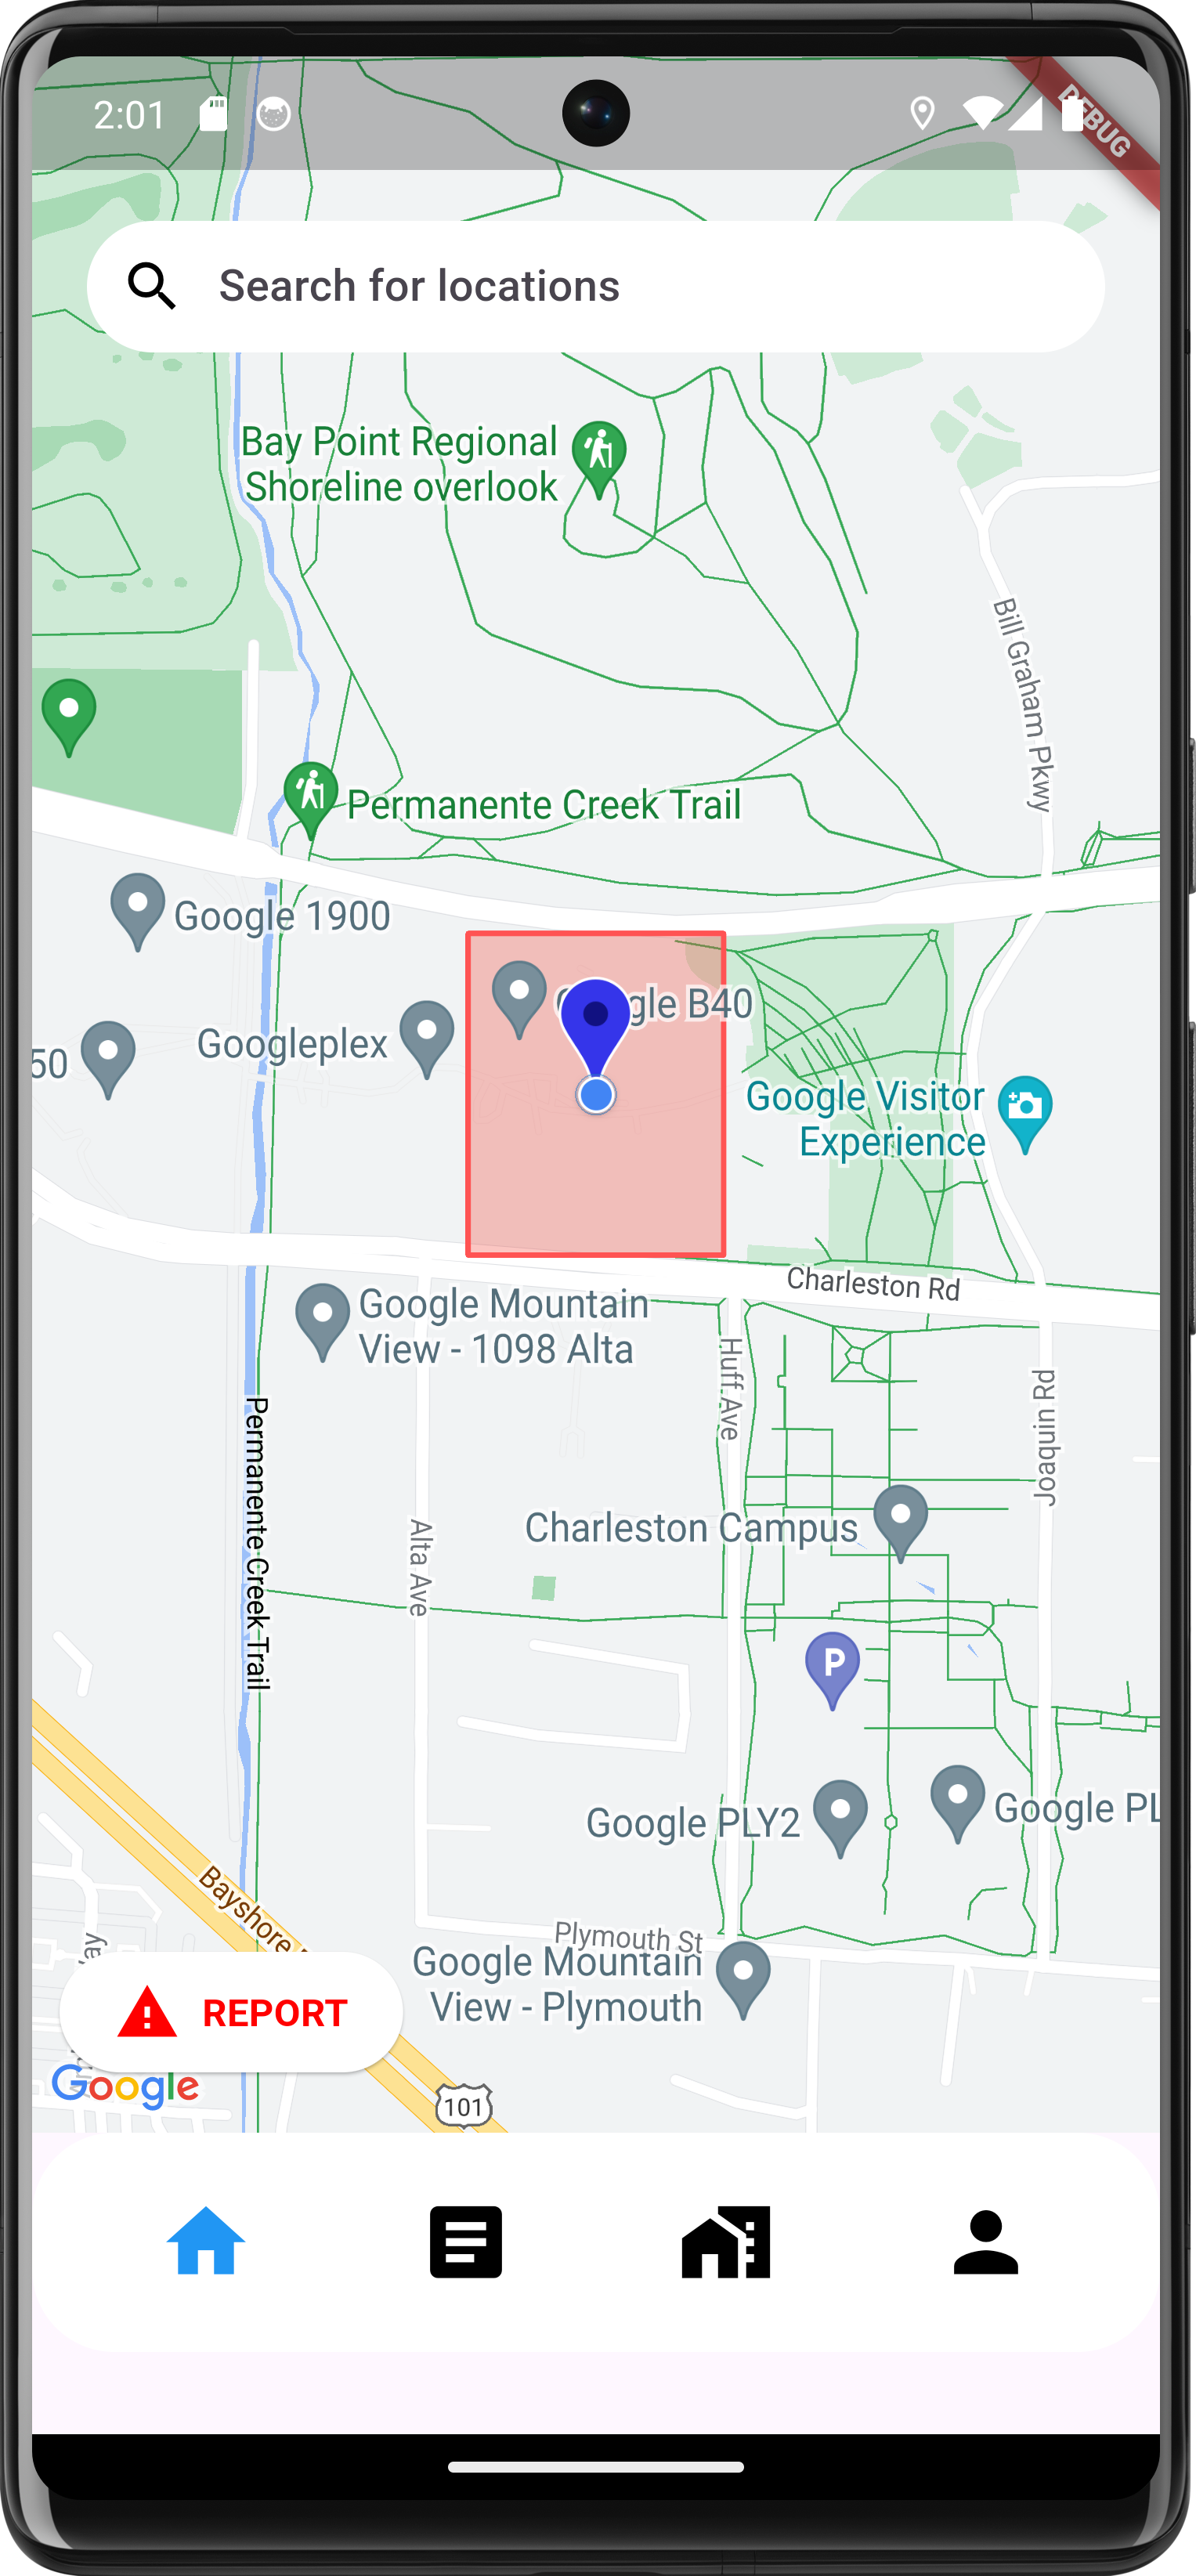 2:01
DEBUG
Search for locations
Bay Point Regional
Shoreline overlook
Bill Graham Pkwy
Permanente Creek Trail
Google 1900
B40
Googleplex
50
Google Visitor
Experience
Charleston Rd
Google Mountain
View - 1098 Alta
Huff Ave
Joaquin Rd
Permanente Creek Trail
Alta Ave
Charleston Campus
P
Google PLY2
Google PL
Bayshore
Plymouth St
Google Mountain
View - Plymouth
REPORT
Google
101